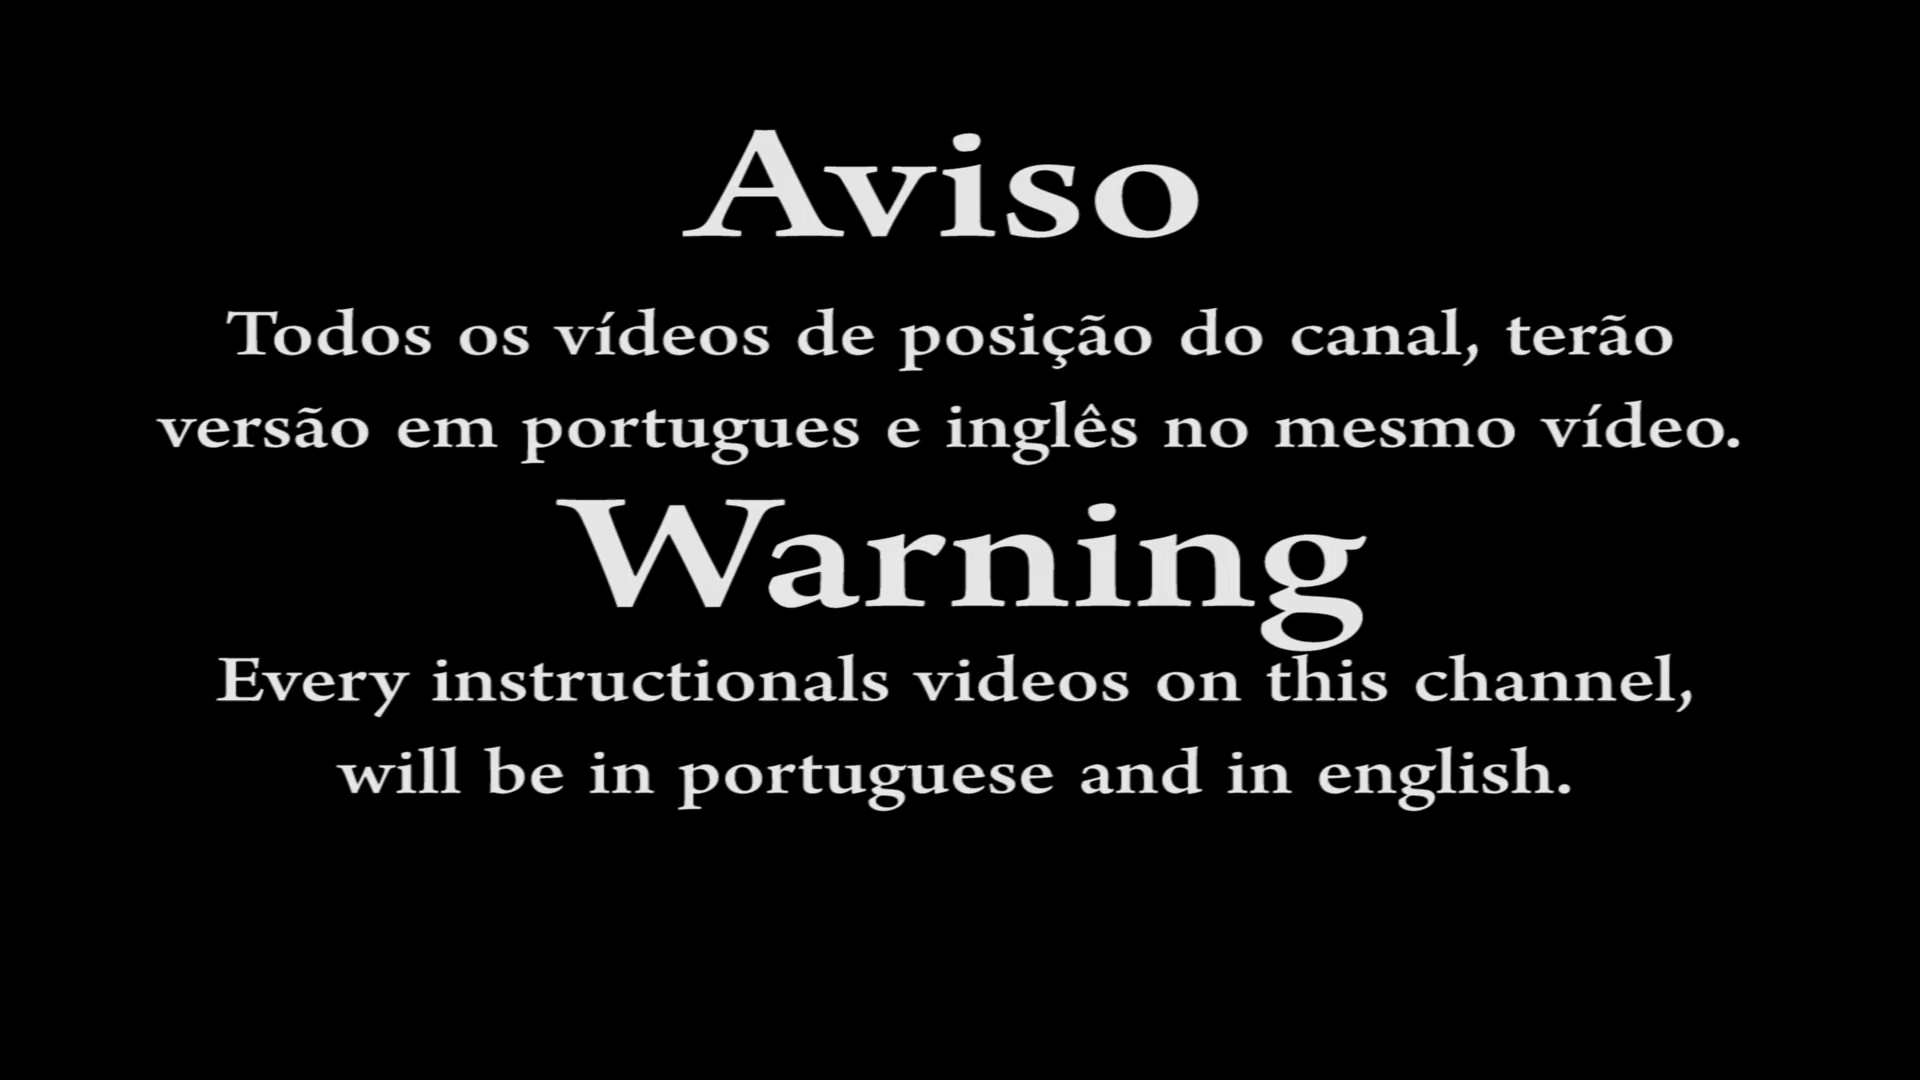 Aviso
Todos os vídeos de posição do canal, terão
versão em portugues e inglês no mesmo vídeo.
Warning
Every instructionals videos on this channel,
will be in portuguese and in english.